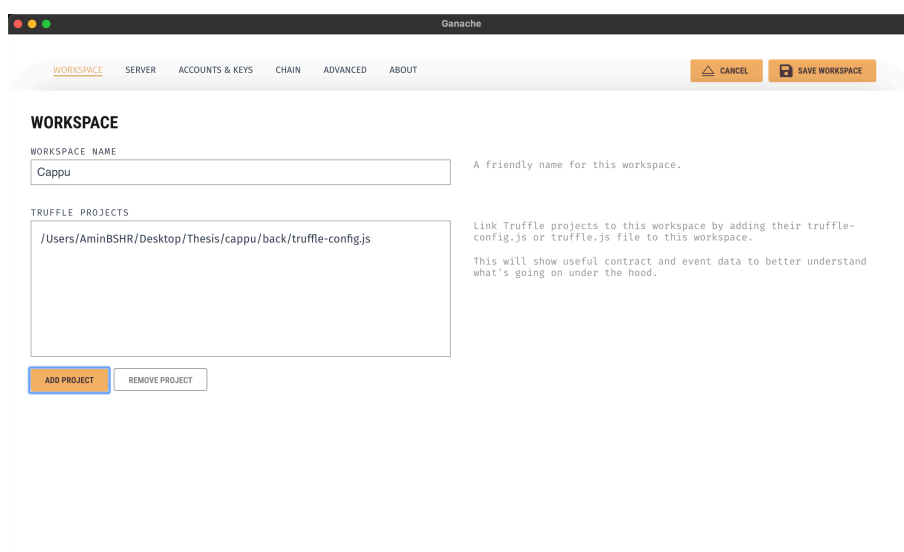 Ganache
WORKSPACE SERVER ACCOUNTS & KEYS CHAIN ADVANCED ABOUT CANCEL SAVE WORKSPACE
WORKSPACE
WORKSPACE NAME
Cappu
A friendly name for this workspace.
TRUFFLE PROJECTS
/Users/AminBSHR/Desktop/Thesis/cappu/back/truffle-config.js
Link Truffle projects to this workspace by adding their truffle-
config.js or truffle.js file to this workspace.
This will show useful contract and event data to better understand
what's going on under the hood.
ADD PROJECT REMOVE PROJECT